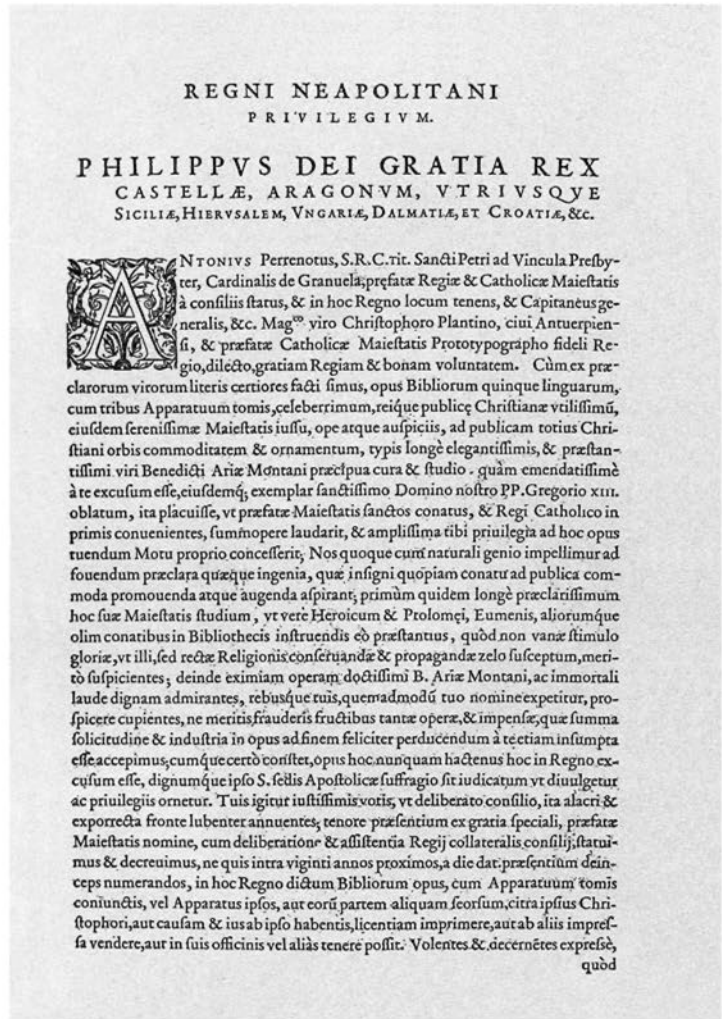 REGNI NEAPOLITANI
PRIVILEGIVM.
PHILIPPVS DEI GRATIA REX
CASTELLÆ, ARAGONVM, VTRIVSQVE
SICILIÆ, HIERVSALEM, VNGARIÆ, DALMATIÆ, ET CROATIÆ, &c.
ANTONIVS Perrenotus, S.R.C. Tit. Sancti Petri ad Vincula Presby-
ter, Cardinalis de Granuela, pręfatæ Regiæ & Catholicæ Maiestatis
à consiliis status, & in hoc Regno locum tenens, & Capitaneus ge-
neralis, &c. Magᶜᵒ viro Christophoro Plantino, ciui Antuerpien-
si, & præfatæ Catholicæ Maiestatis Prototypographo fideli Re-
gio, dilecto, gratiam Regiam & bonam voluntatem. Cùm ex præ-
clarorum virorum literis certiores facti simus, opus Bibliorum quinque linguarum,
cum tribus Apparatuum tomis, çeleberrimum, reique publicę Christianæ vtilissimū,
eiusdem serenissimæ Maiestatis iussu, ope atque auspiciis, ad publicam totius Chri-
stiani orbis commoditatem & ornamentum, typis longè elegantissimis, & præstan-
tissimi viri Benedicti Ariæ Montani præcipua cura & studio. quàm emendatissimè
à te excusum esse, eiusdemq́; exemplar sanctissimo Domino nostro PP. Gregorio XIII.
oblatum, ita placuisse, vt præfatæ Maiestatis sanctos conatus, & Regi Catholico in
primis conuenientes, summopere laudarit, & amplissima tibi priuilegia ad hoc opus
tuendum Motu proprio concesserit; Nos quoque cum naturali genio impellimur ad
fouendum præclara quæque ingenia, quæ insigni quopiam conatu ad publica com-
moda promouenda atque augenda aspirant; primùm quidem longè præclarissimum
hoc suæ Maiestatis studium, vt verè Heroicum & Ptolomęi, Eumenis, aliorumque
olim conatibus in Bibliothecis instruendis eò præstantius, quòd non vanæ stimulo
gloriæ, vt illi, sed rectæ Religionis conseruandæ & propagandæ zelo susceptum, meri-
tò suspicientes; deinde eximiam operam doctissimi B. Ariæ Montani, ac immortali
laude dignam admirantes, rebusque tuis, quemadmodū tuo nomine expetitur, pro-
spicere cupientes, ne meritis frauderis fructibus tantæ operæ, & impensæ, quæ summa
solicitudine & industria in opus ad finem feliciter perducendum à te etiam insumpta
esse accepimus; cumque certò constet, opus hoc nunquam hactenus hoc in Regno ex-
cusum esse, dignumque ipso S. sedis Apostolicæ suffragio sit iudicatum vt diuulgetur
ac priuilegiis ornetur. Tuis igitur iustissimis votis, vt deliberato consilio, ita alacri &
exporrecta fronte lubenter annuentes; tenore præsentium ex gratia speciali, præfatæ
Maiestatis nomine, cum deliberatione & assistentia Regij collateralis consilij, statui-
mus & decreuimus, ne quis intra viginti annos proximos, a die dat. præsentium dein-
ceps numerandos, in hoc Regno dictum Bibliorum opus, cum Apparatuum tomis
coniunctis, vel Apparatus ipsos, aut eorū partem aliquam seorsum, citra ipsius Chri-
stophori, aut causam & ius ab ipso habentis, licentiam imprimere, aut ab aliis impres-
sa vendere, aut in suis officinis vel aliàs tenere possit. Volentes & decernētes expressè,
quòd